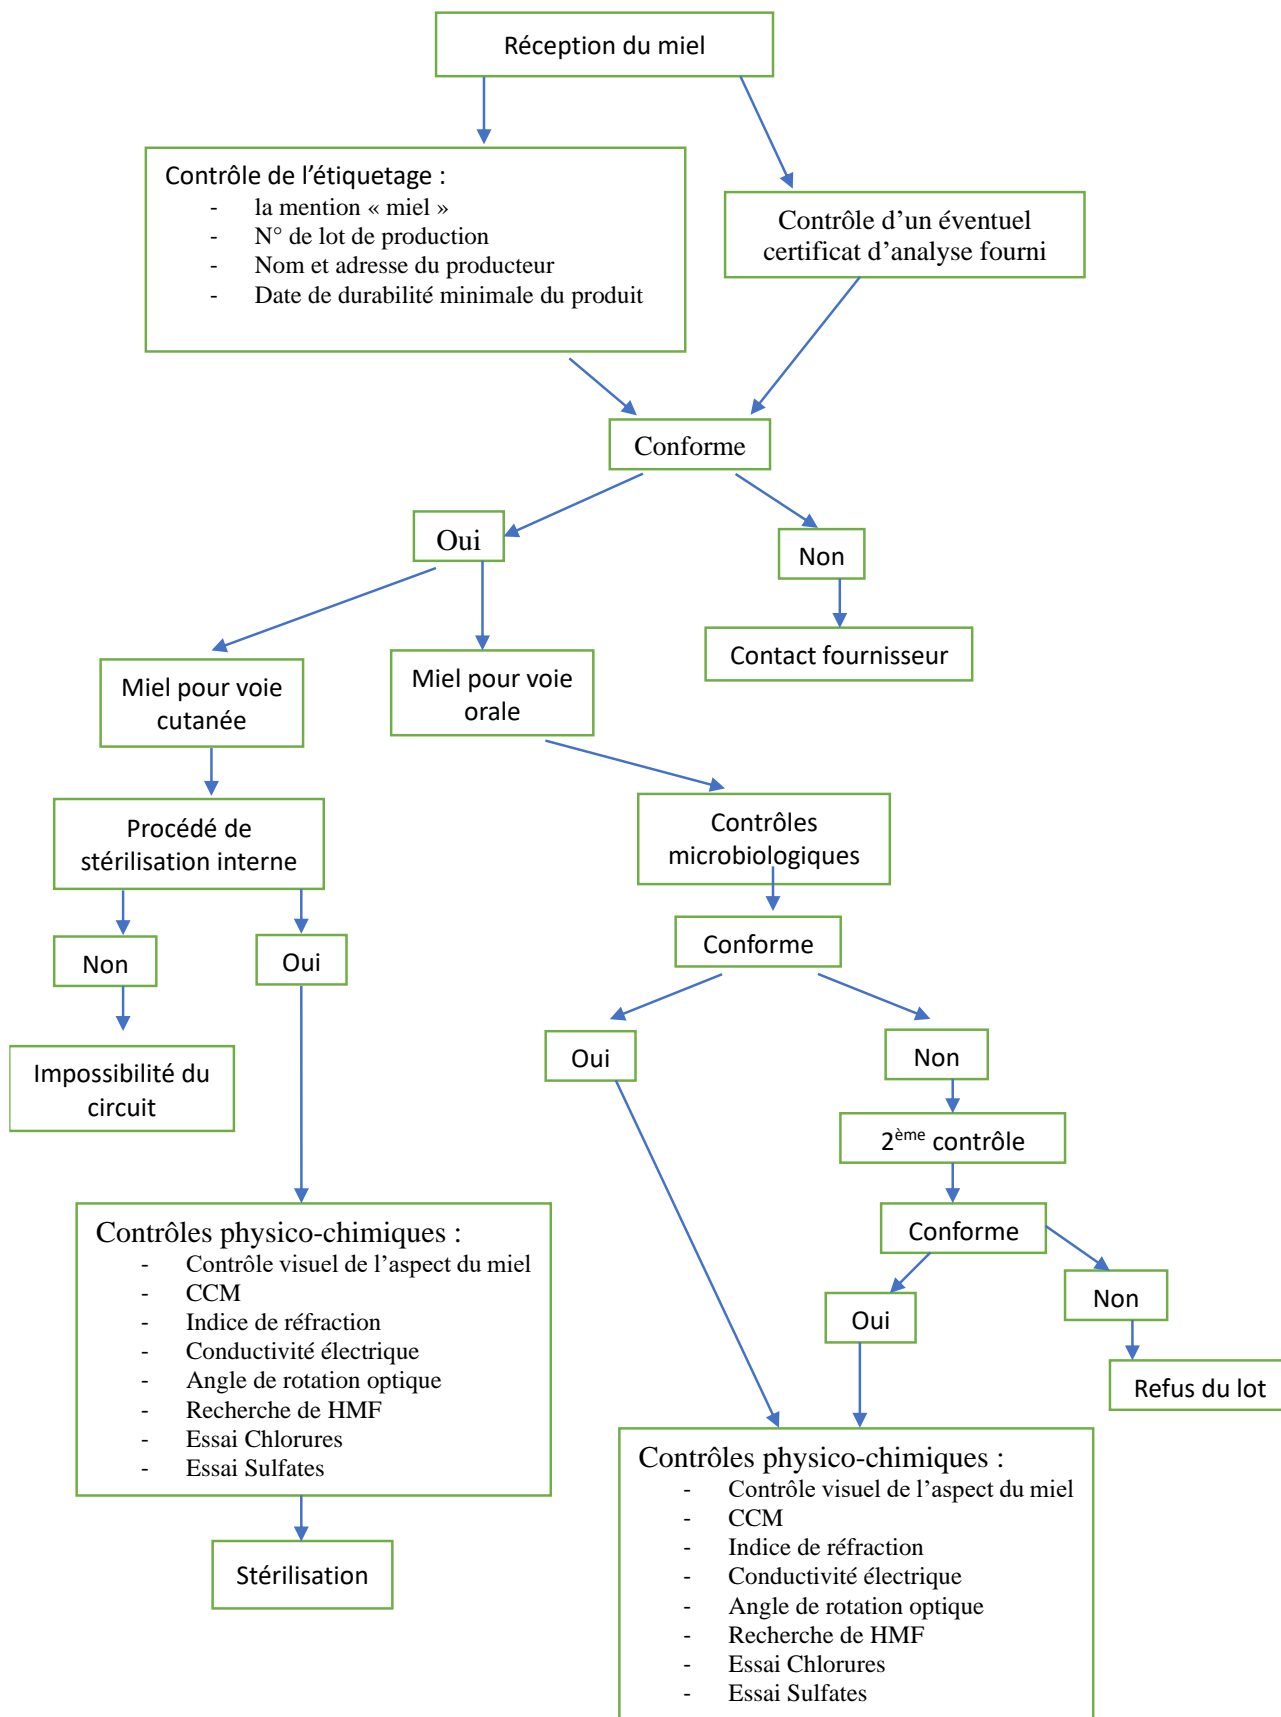 Réception du miel
Contrôle de l’étiquetage :
- la mention « miel »
- N° de lot de production
- Nom et adresse du producteur
- Date de durabilité minimale du produit
Contrôle d’un éventuel
certificat d’analyse fourni
Conforme
Oui
Non
Contact fournisseur
Miel pour voie
cutanée
Miel pour voie
orale
Procédé de
stérilisation interne
Non
Oui
Impossibilité du
circuit
Contrôles
microbiologiques
Conforme
Oui
Non
2ème contrôle
Conforme
Oui
Non
Refus du lot
Contrôles physico-chimiques :
- Contrôle visuel de l’aspect du miel
- CCM
- Indice de réfraction
- Conductivité électrique
- Angle de rotation optique
- Recherche de HMF
- Essai Chlorures
- Essai Sulfates
Stérilisation
Contrôles physico-chimiques :
- Contrôle visuel de l’aspect du miel
- CCM
- Indice de réfraction
- Conductivité électrique
- Angle de rotation optique
- Recherche de HMF
- Essai Chlorures
- Essai Sulfates